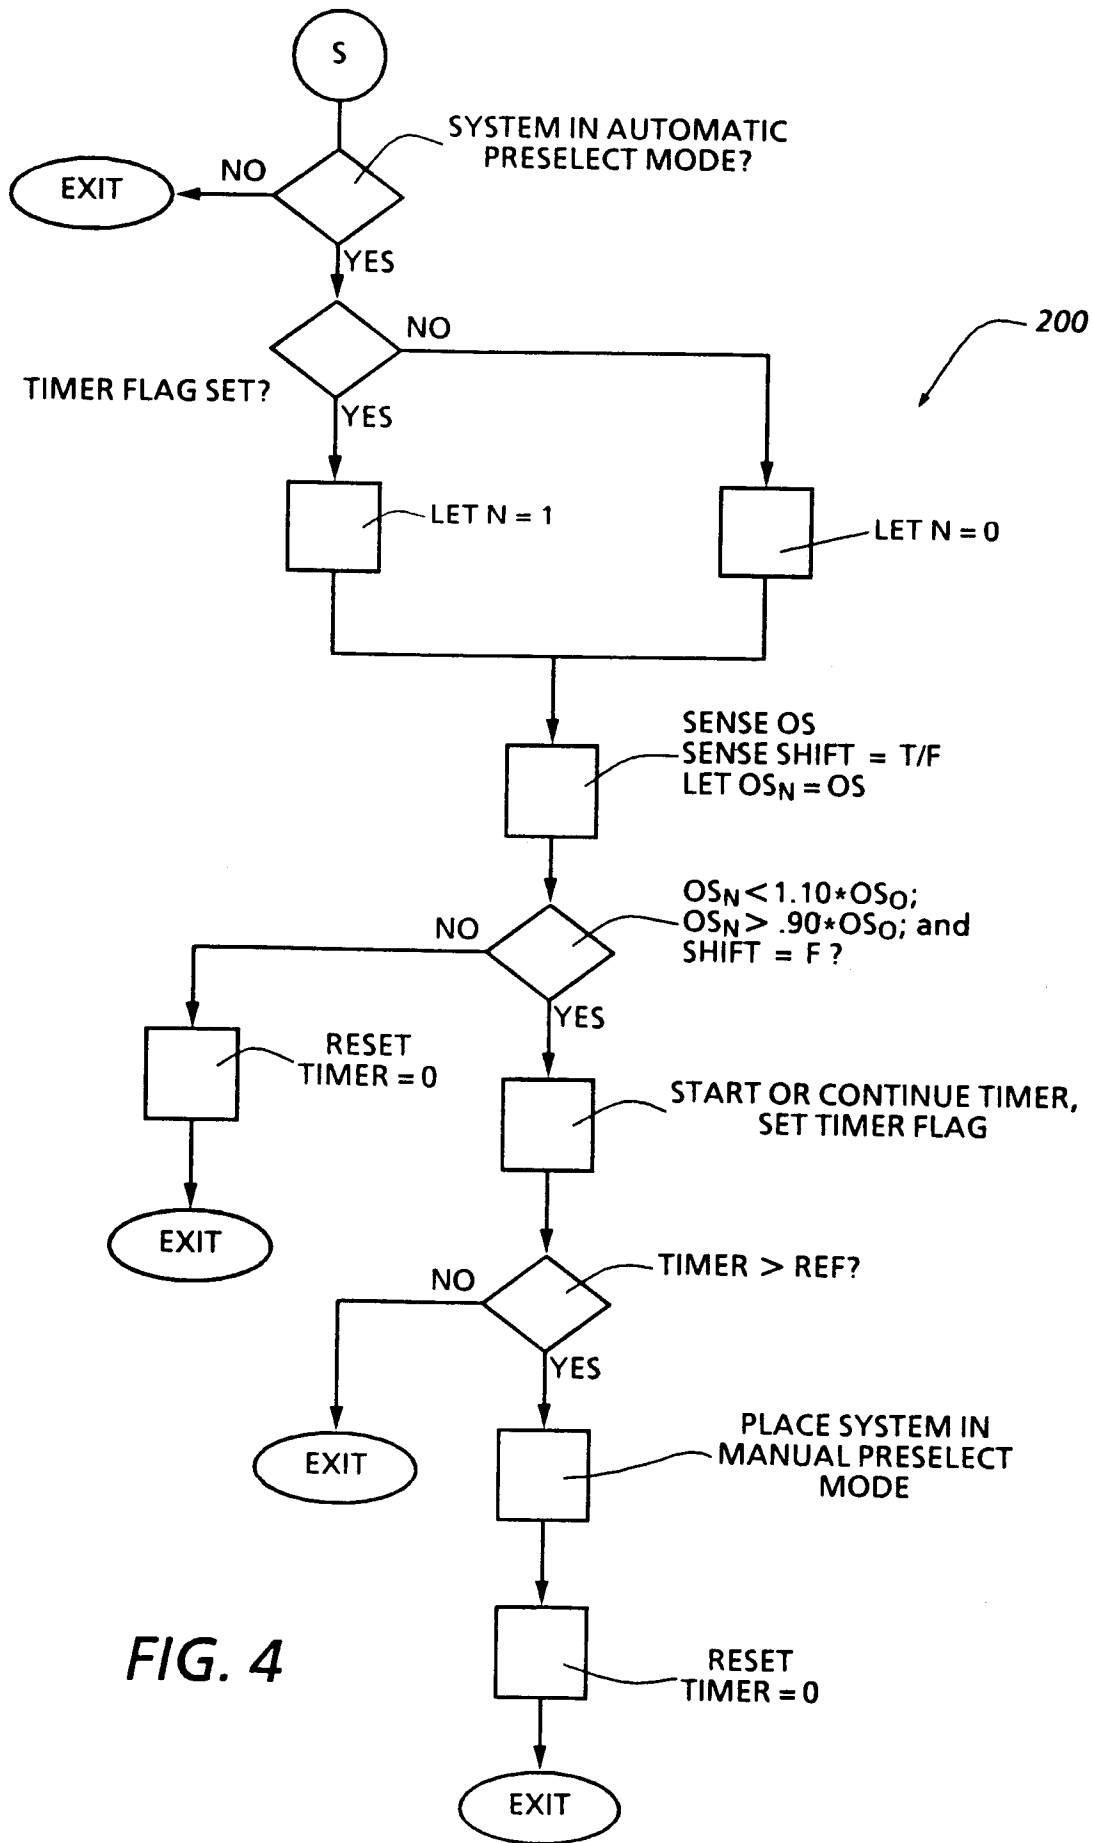 S
SYSTEM IN AUTOMATIC
PRESELECT MODE?
NO
EXIT
YES
NO
200
TIMER FLAG SET?
YES
LET N = 1
LET N = 0
SENSE OS
SENSE SHIFT = T/F
LET OSN = OS
OSN < 1.10*OSO;
OSN > .90*OSO; and
SHIFT = F ?
NO
YES
RESET
TIMER = 0
START OR CONTINUE TIMER,
SET TIMER FLAG
EXIT
TIMER > REF?
NO
YES
PLACE SYSTEM IN
MANUAL PRESELECT
MODE
EXIT
FIG. 4
RESET
TIMER = 0
EXIT